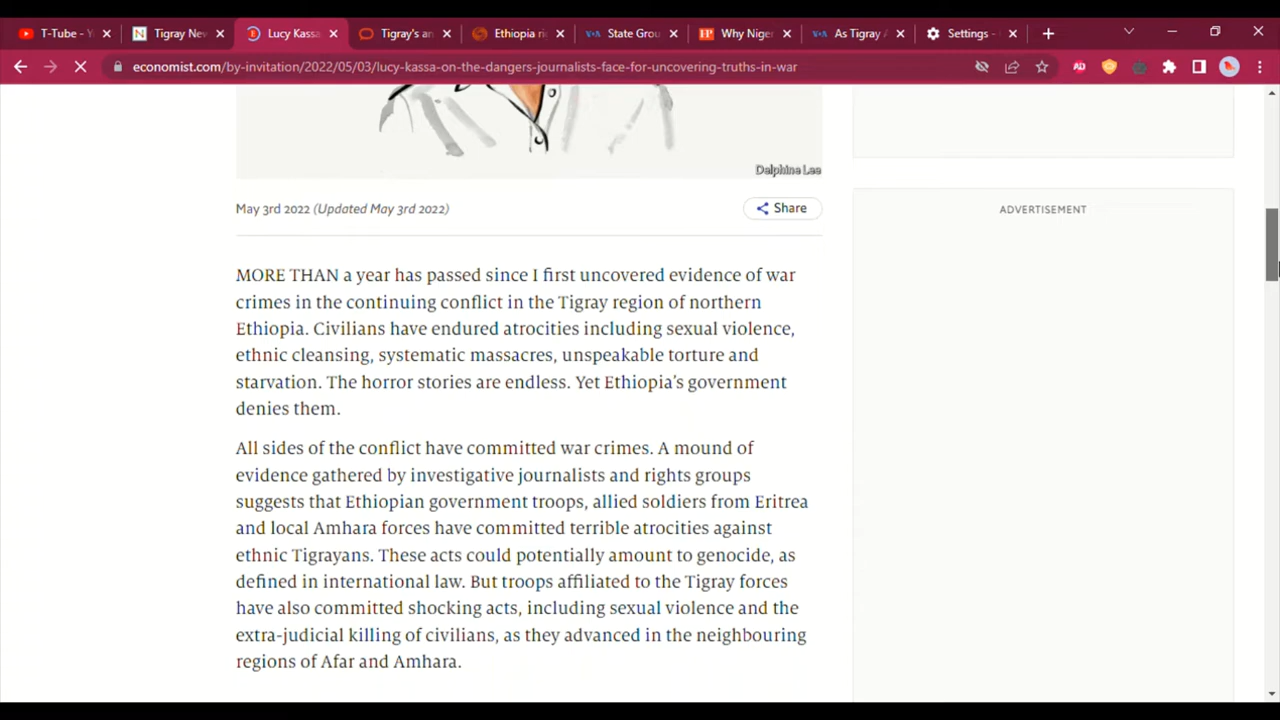 T-Tube - Y
Tigray Nev
Lucy Kassa
Tigray's an
Ethiopia ri
State Grou
Why Niger
As Tigray A
Settings -
economist.com/by-invitation/2022/05/03/lucy-kassa-on-the-dangers-journalists-face-for-uncovering-truths-in-war
Delphine Lee
May 3rd 2022 (Updated May 3rd 2022)
Share
ADVERTISEMENT
MORE THAN a year has passed since I first uncovered evidence of war
crimes in the continuing conflict in the Tigray region of northern
Ethiopia. Civilians have endured atrocities including sexual violence,
ethnic cleansing, systematic massacres, unspeakable torture and
starvation. The horror stories are endless. Yet Ethiopia's government
denies them.
All sides of the conflict have committed war crimes. A mound of
evidence gathered by investigative journalists and rights groups
suggests that Ethiopian government troops, allied soldiers from Eritrea
and local Amhara forces have committed terrible atrocities against
ethnic Tigrayans. These acts could potentially amount to genocide, as
defined in international law. But troops affiliated to the Tigray forces
have also committed shocking acts, including sexual violence and the
extra-judicial killing of civilians, as they advanced in the neighbouring
regions of Afar and Amhara.